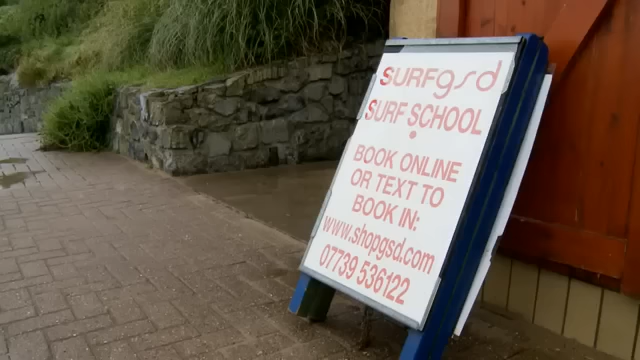 SURFgsd
SURF SCHOOL
BOOK ONLINE
OR TEXT TO
BOOK IN:
www.shopgsd.com
07739 536122